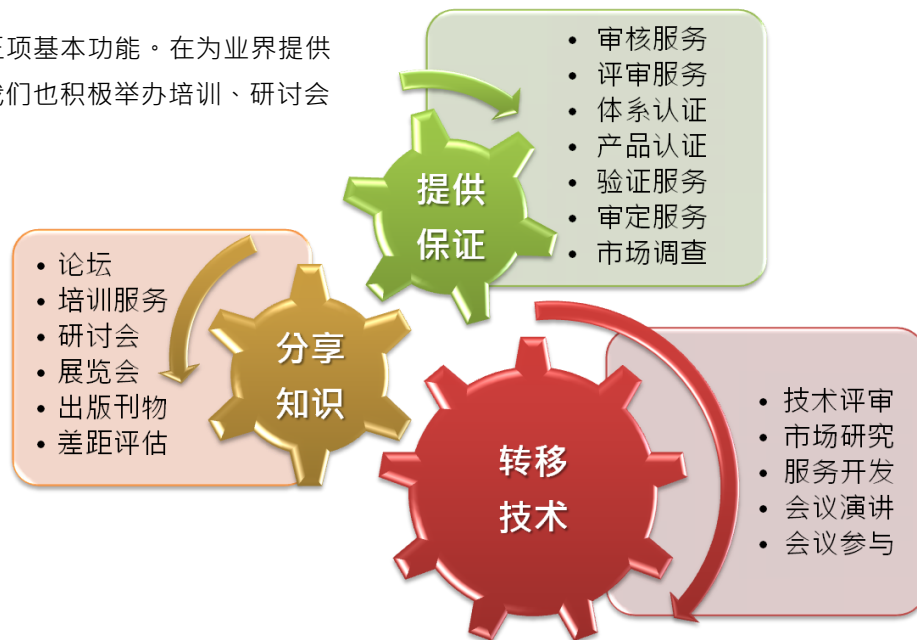 项基本功能。在为业界提供
们也积极举办培训、研讨会
• 审核服务
• 评审服务
• 体系认证
• 产品认证
• 验证服务
• 审定服务
• 市场调查
提供
保证
• 论坛
• 培训服务
• 研讨会
• 展览会
• 出版刊物
• 差距评估
分享
知识
转移
技术
• 技术评审
• 市场研究
• 服务开发
• 会议演讲
• 会议参与